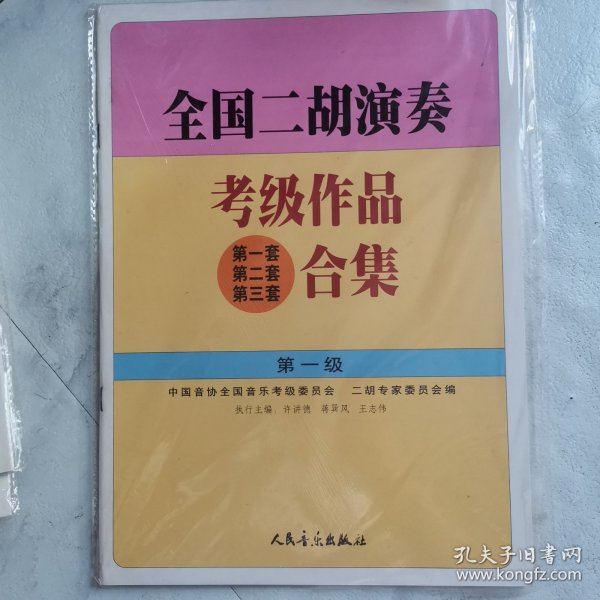 全国二胡演奏
考级作品
第一套
第二套
第三套
合集
第一级
中国音协全国音乐考级委员会 二胡专家委员会编
执行主编：许讲德 蒋巽风 王志伟
人民音乐出版社
孔夫子旧书网
www.kongfz.com